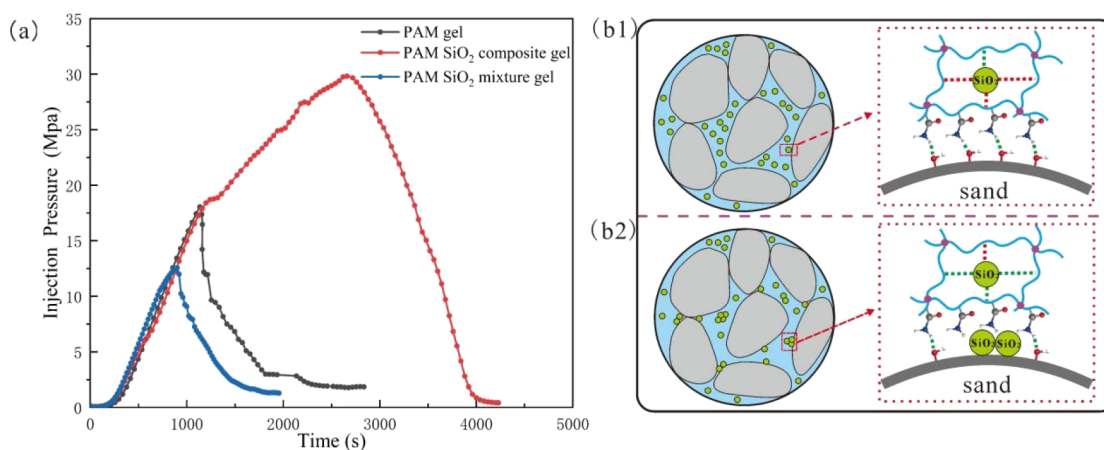 (a)
35
30
25
20
15
10
5
0
Injection Pressure (Mpa)
PAM gel
PAM SiO₂ composite gel
PAM SiO₂ mixture gel
0 1000 2000 3000 4000 5000
Time (s)
(b1)
SiO₂
sand
(b2)
SiO₂
SiO₂ SiO₂
sand